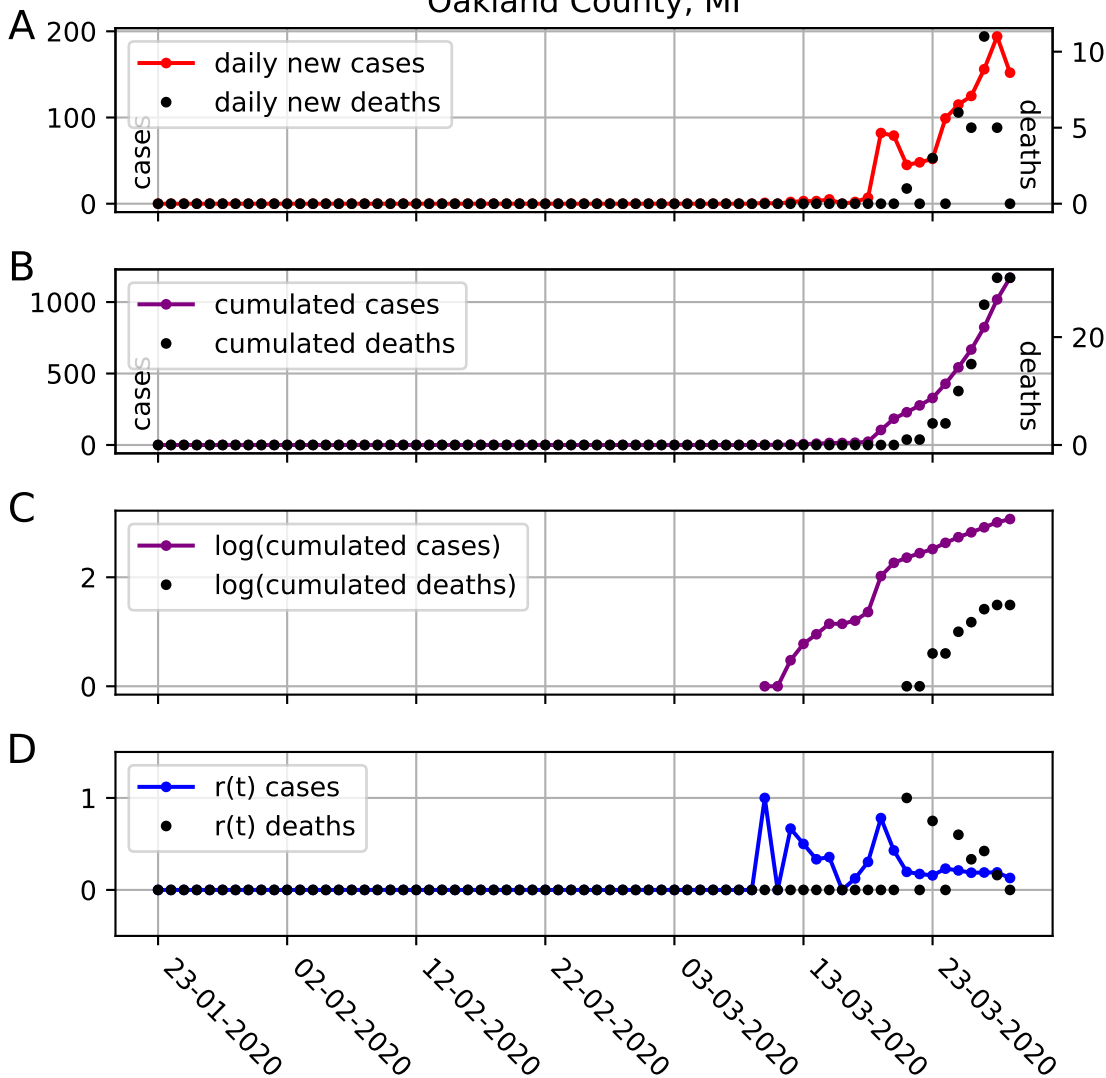 Oakland County, MI
A
200
100
0
cases
daily new cases
daily new deaths
10
5
0
deaths
B
1000
500
0
cases
cumulated cases
cumulated deaths
20
0
deaths
C
2
0
log(cumulated cases)
log(cumulated deaths)
D
1
0
r(t) cases
r(t) deaths
23-01-2020
02-02-2020
12-02-2020
22-02-2020
03-03-2020
13-03-2020
23-03-2020